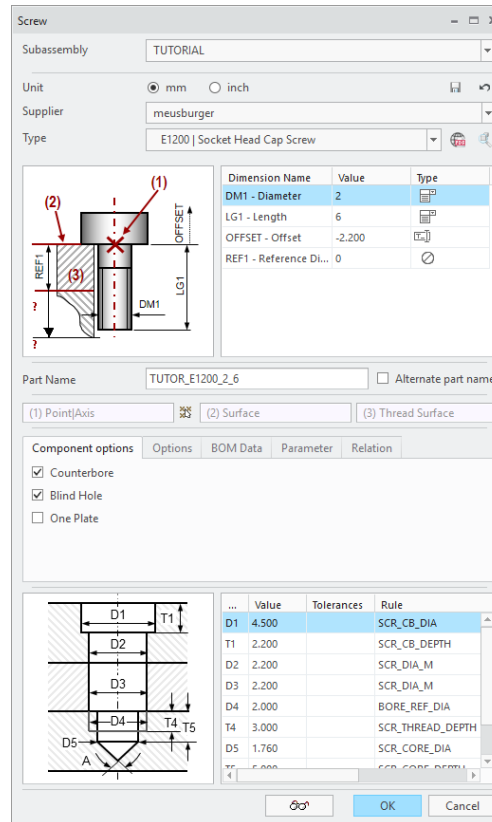 Screw
Subassembly TUTORIAL
Unit mm inch
Supplier meusburger
Type E1200 | Socket Head Cap Screw
(1)
(2)
(3)
OFFSET
REF1
LG1
DM1
?
?
Dimension Name Value Type
DM1 - Diameter 2
LG1 - Length 6
OFFSET - Offset -2.200
REF1 - Reference Di... 0
Part Name TUTOR_E1200_2_6 Alternate part name
(1) Point|Axis (2) Surface (3) Thread Surface
Component options Options BOM Data Parameter Relation
Counterbore
Blind Hole
One Plate
D1
T1
D2
D3
D4
T4
T5
D5
A
... Value Tolerances Rule
D1 4.500 SCR_CB_DIA
T1 2.200 SCR_CB_DEPTH
D2 2.200 SCR_DIA_M
D3 2.200 SCR_DIA_M
D4 2.000 BORE_REF_DIA
T4 3.000 SCR_THREAD_DEPTH
D5 1.760 SCR_CORE_DIA
T5 5.000 SCR_CORE_DEPTH
OK Cancel